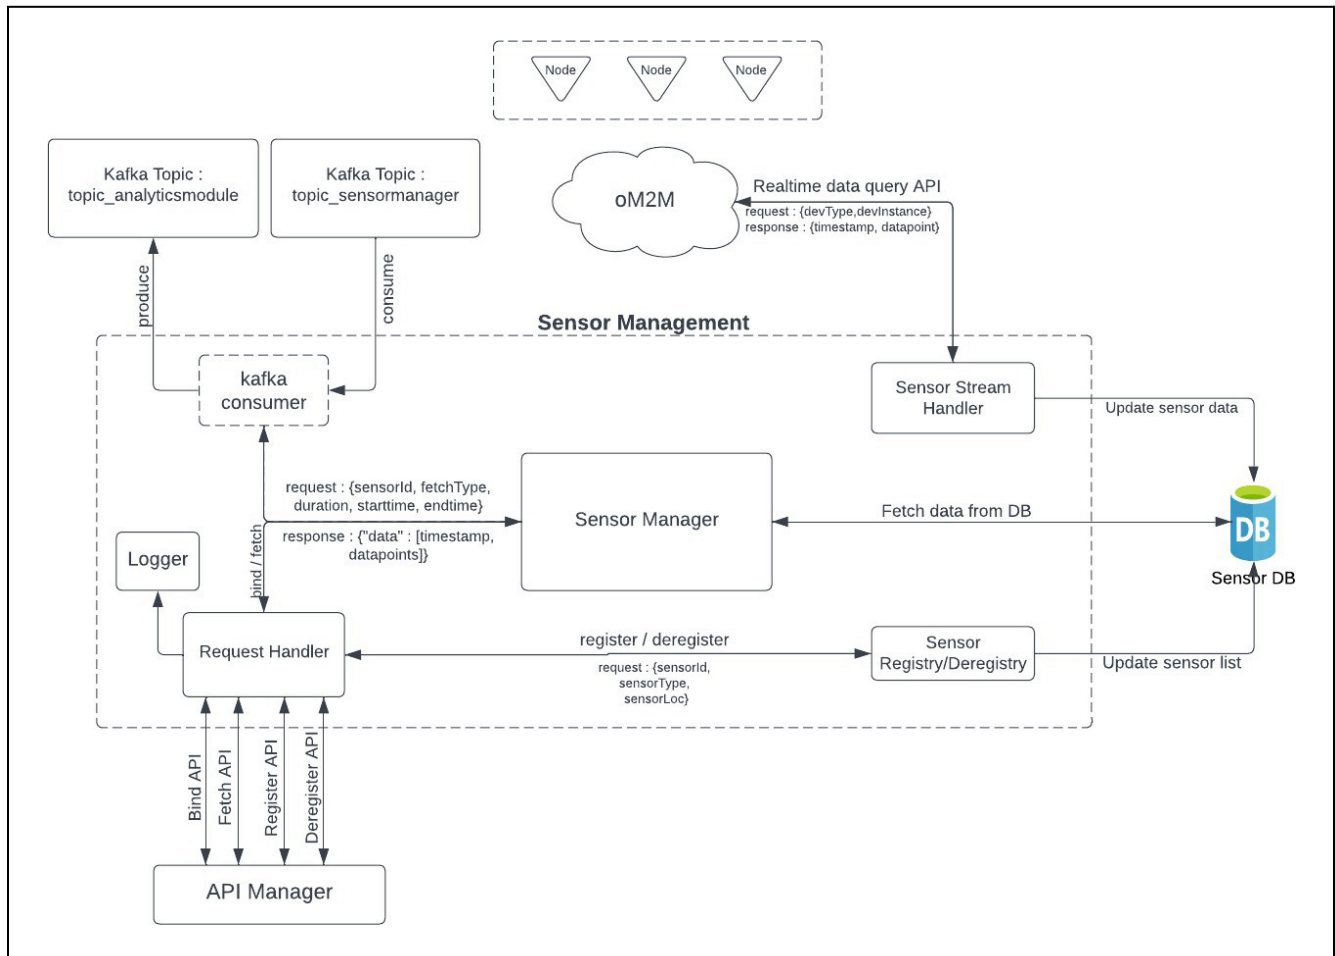 Node
Node
Node
Kafka Topic :
topic_analyticsmodule
Kafka Topic :
topic_sensormanager
oM2M
Realtime data query API
request : {devType,devInstance}
response : {timestamp, datapoint}
produce
consume
Sensor Management
kafka
consumer
Sensor Stream
Handler
Update sensor data
request : {sensorId, fetchType,
duration, starttime, endtime}
response : {"data" : [timestamp,
datapoints]}
bind / fetch
Sensor Manager
Fetch data from DB
DB
Sensor DB
Logger
Request Handler
register / deregister
request : {sensorId,
sensorType,
sensorLoc}
Sensor
Registry/Deregistry
Update sensor list
Bind API
Fetch API
Register API
Deregister API
API Manager